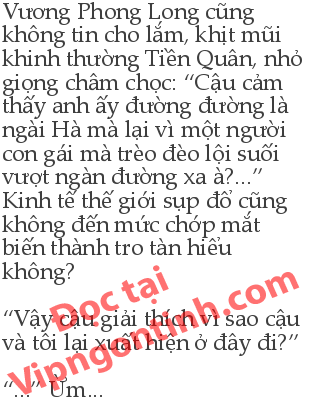 Vương Phong Long cũng
không tin cho lắm, khịt mũi
khinh thường Tiền Quân, nhỏ
giọng châm chọc: “Cậu cảm
thấy anh ấy đường đường là
ngài Hà mà lại vì một người
con gái mà trèo đèo lội suối
vượt ngàn đường xa à?...”
Kinh tế thế giới sụp đổ cũng
không đến mức chớp mắt
biến thành tro tàn hiểu
không?
“Vậy cậu giải thích vì sao cậu
và tôi lại xuất hiện ở đây đi?”
“...” Ừm...
Đọc tại
Vipngontinh.com